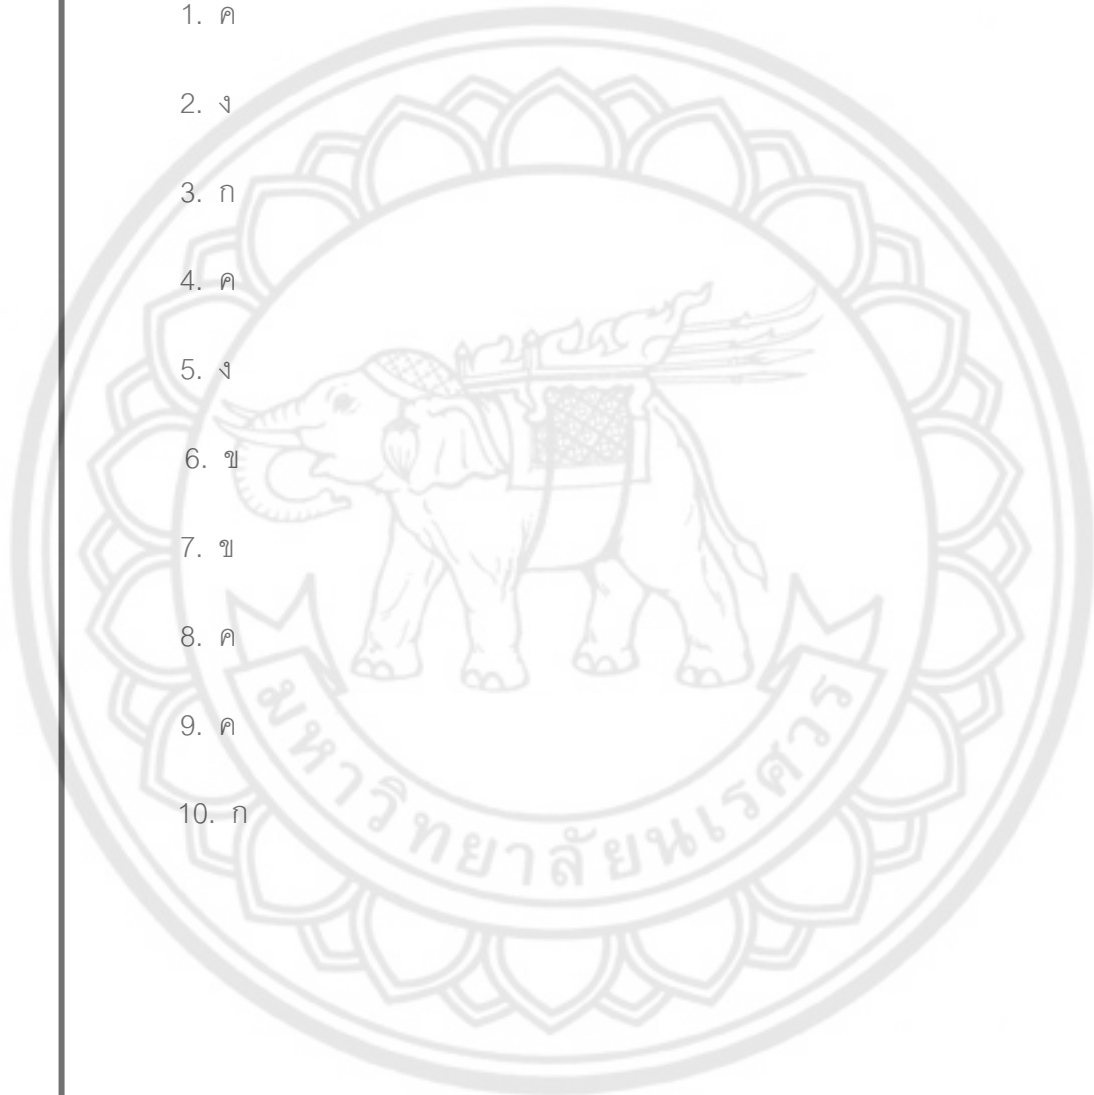 1. ค
2. ง
3. ก
4. ค
5. ง
6. ข
7. ข
8. ค
9. ค
10. ก
มหาวิทยาลัยนเรศวร